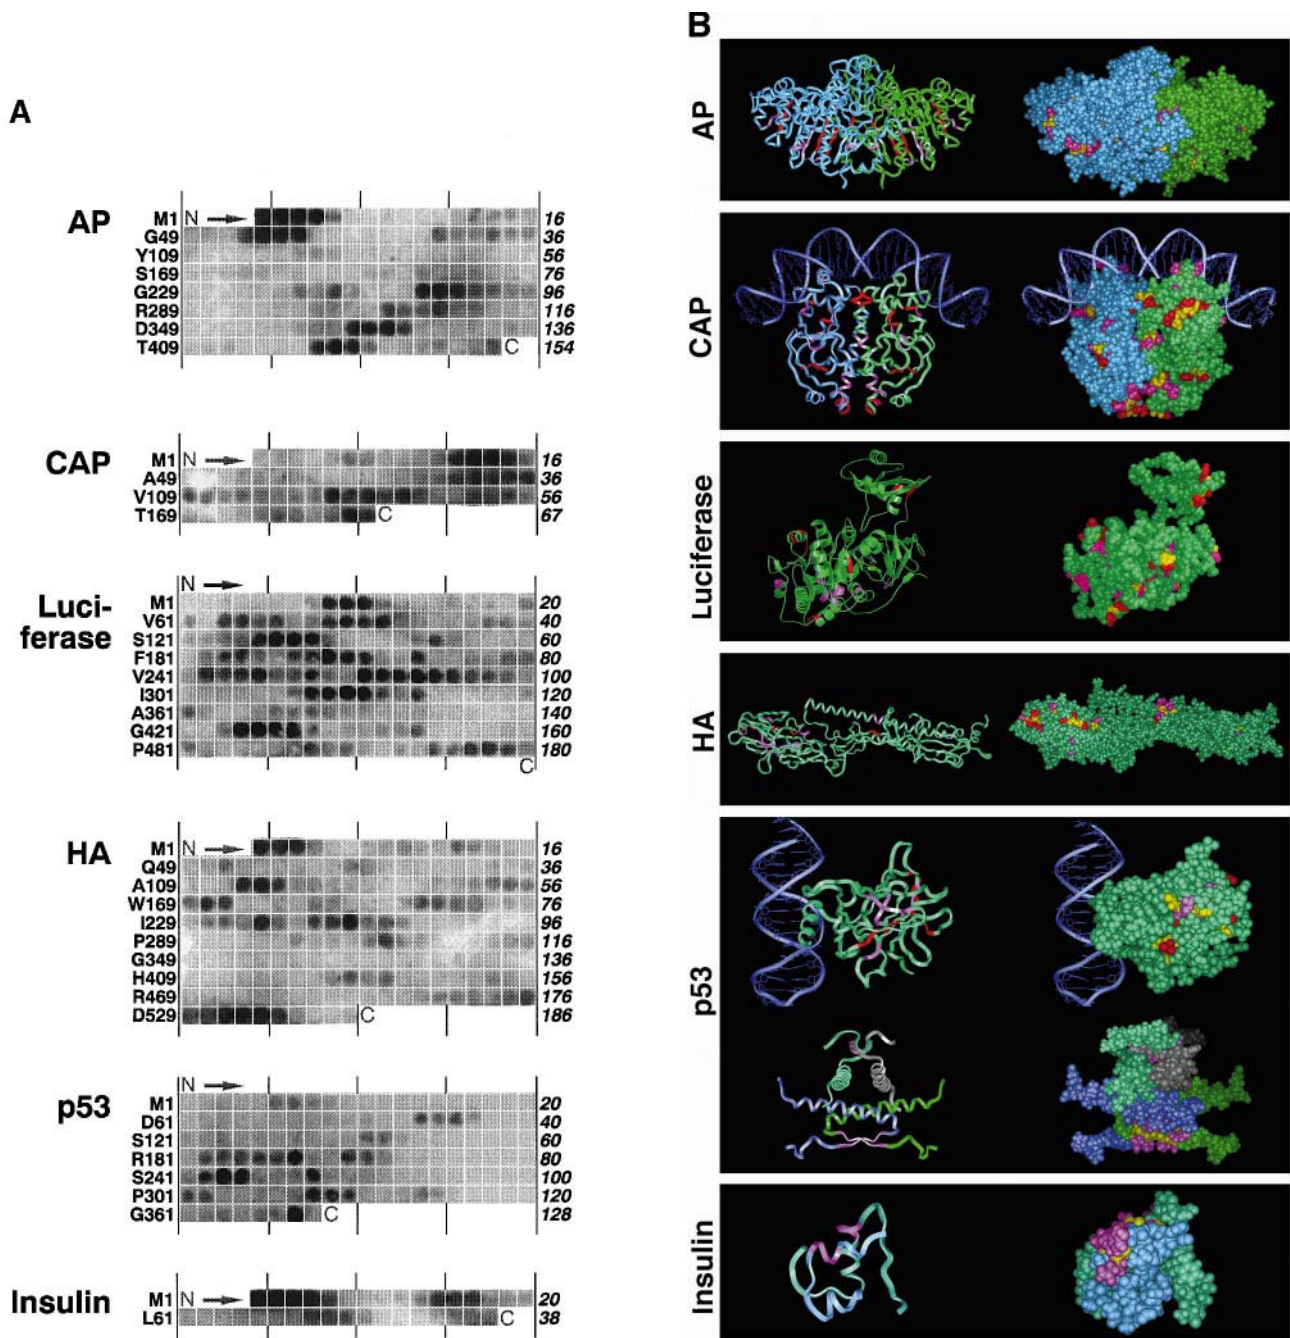 A
AP
N
M1 16
G49 36
Y109 56
S169 76
G229 96
R289 116
D349 136
T409 C 154
CAP
N
M1 16
A49 36
V109 56
T169 C 67
Luci-
ferase
N
M1 20
V61 40
S121 60
F181 80
V241 100
I301 120
A361 140
G421 160
P481 180
C
HA
N
M1 16
Q49 36
A109 56
W169 76
I229 96
P289 116
G349 136
H409 156
R469 176
D529 C 186
p53
N
M1 20
D61 40
S121 60
R181 80
S241 100
P301 120
G361 C 128
Insulin
N
M1 20
L61 C 38
B
AP
CAP
Luciferase
HA
p53
Insulin